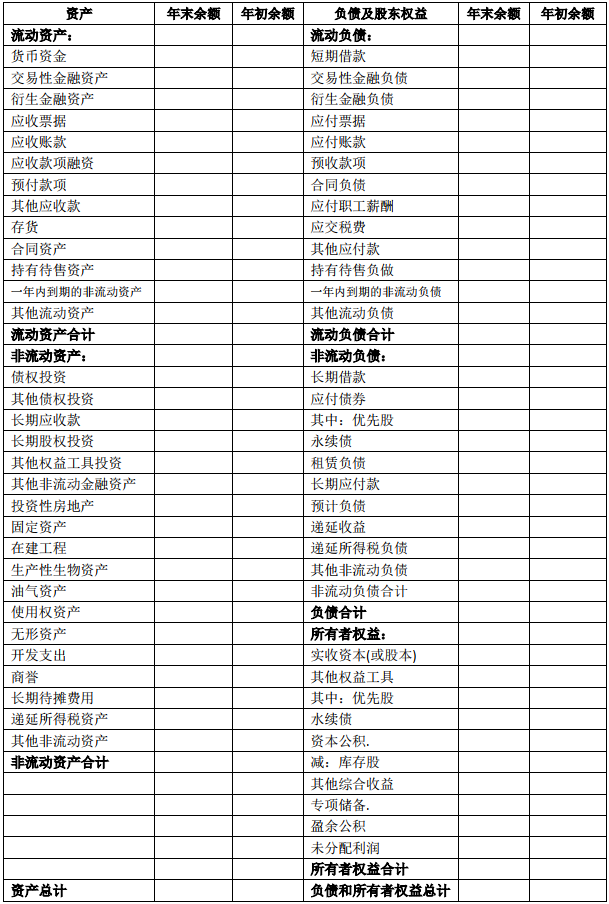 资产 年末余额 年初余额 负债及股东权益 年末余额 年初余额
流动资产： 流动负债：
货币资金 短期借款
交易性金融资产 交易性金融负债
衍生金融资产 衍生金融负债
应收票据 应付票据
应收账款 应付账款
应收款项融资 预收款项
预付款项 合同负债
其他应收款 应付职工薪酬
存货 应交税费
合同资产 其他应付款
持有待售资产 持有待售负做
一年内到期的非流动资产 一年内到期的非流动负债
其他流动资产 其他流动负债
流动资产合计 流动负债合计
非流动资产： 非流动负债：
债权投资 长期借款
其他债权投资 应付债券
长期应收款 其中：优先股
长期股权投资 永续债
其他权益工具投资 租赁负债
其他非流动金融资产 长期应付款
投资性房地产 预计负债
固定资产 递延收益
在建工程 递延所得税负债
生产性生物资产 其他非流动负债
油气资产 非流动负债合计
使用权资产 负债合计
无形资产 所有者权益：
开发支出 实收资本(或股本)
商誉 其他权益工具
长期待摊费用 其中：优先股
递延所得税资产 水续债
其他非流动资产 资本公积.
非流动资产合计 减：库存股
其他综合收益
专项储备.
盈余公积
未分配利润
所有者权益合计
资产总计 负债和所有者权益总计